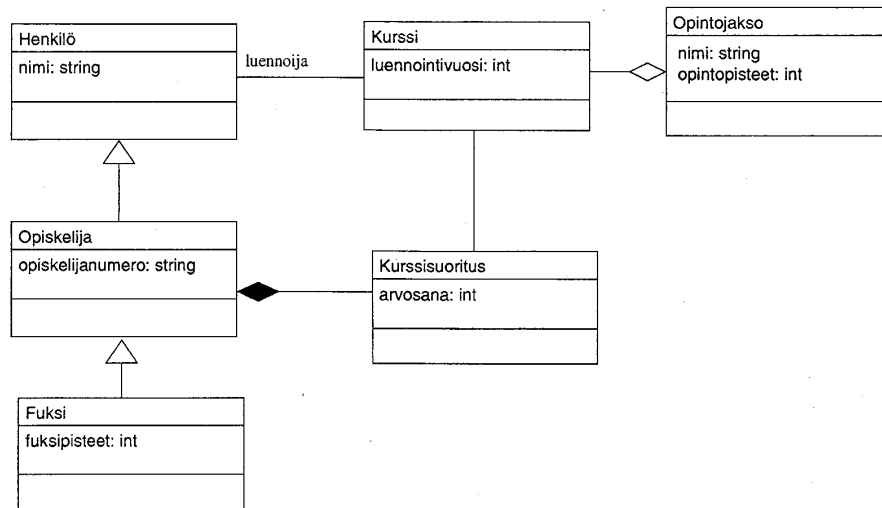 Henkilö
nimi: string
luennoija
Kurssi
luennointivuosi: int
Opintojakso
nimi: string
opintopisteet: int
Opiskelija
opiskelijanumero: string
Kurssisuoritus
arvosana: int
Fuksi
fuksipisteet: int